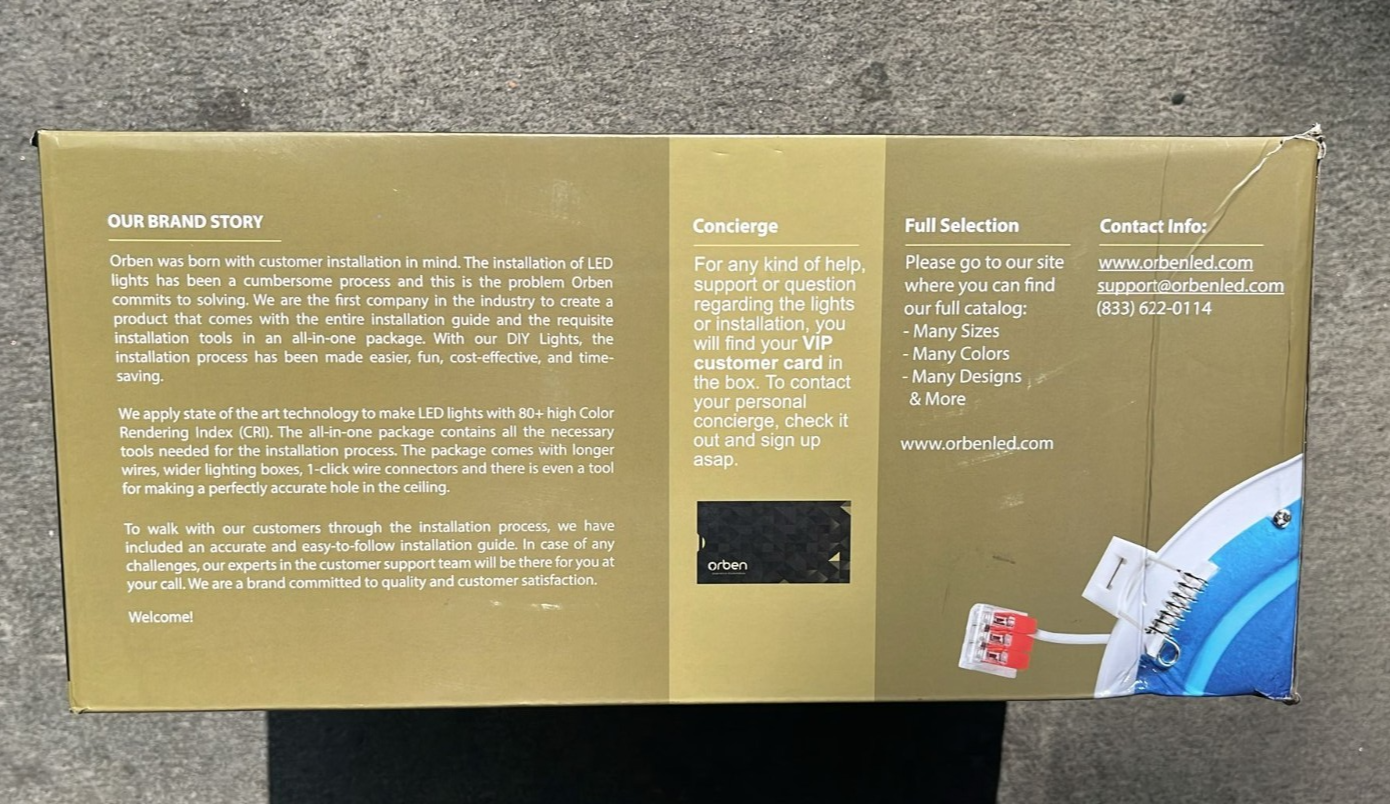 OUR BRAND STORY
Orben was born with customer installation in mind. The installation of LED
lights has been a cumbersome process and this is the problem Orben
commits to solving. We are the first company in the industry to create a
product that comes with the entire installation guide and the requisite
installation tools in an all-in-one package. With our DIY Lights, the
installation process has been made easier, fun, cost-effective, and time-
saving.
We apply state of the art technology to make LED lights with 80+ high Color
Rendering Index (CRI). The all-in-one package contains all the necessary
tools needed for the installation process. The package comes with longer
wires, wider lighting boxes, 1-click wire connectors and there is even a tool
for making a perfectly accurate hole in the ceiling.
To walk with our customers through the installation process, we have
included an accurate and easy-to-follow installation guide. In case of any
challenges, our experts in the customer support team will be there for you at
your call. We are a brand committed to quality and customer satisfaction.
Welcome!
Concierge
For any kind of help,
support or question
regarding the lights
or installation, you
will find your VIP
customer card in
the box. To contact
your personal
concierge, check it
out and sign up
asap.
orben
Full Selection
Please go to our site
where you can find
our full catalog:
- Many Sizes
- Many Colors
- Many Designs
& More
www.orbenled.com
Contact Info:
www.orbenled.com
support@orbenled.com
(833) 622-0114